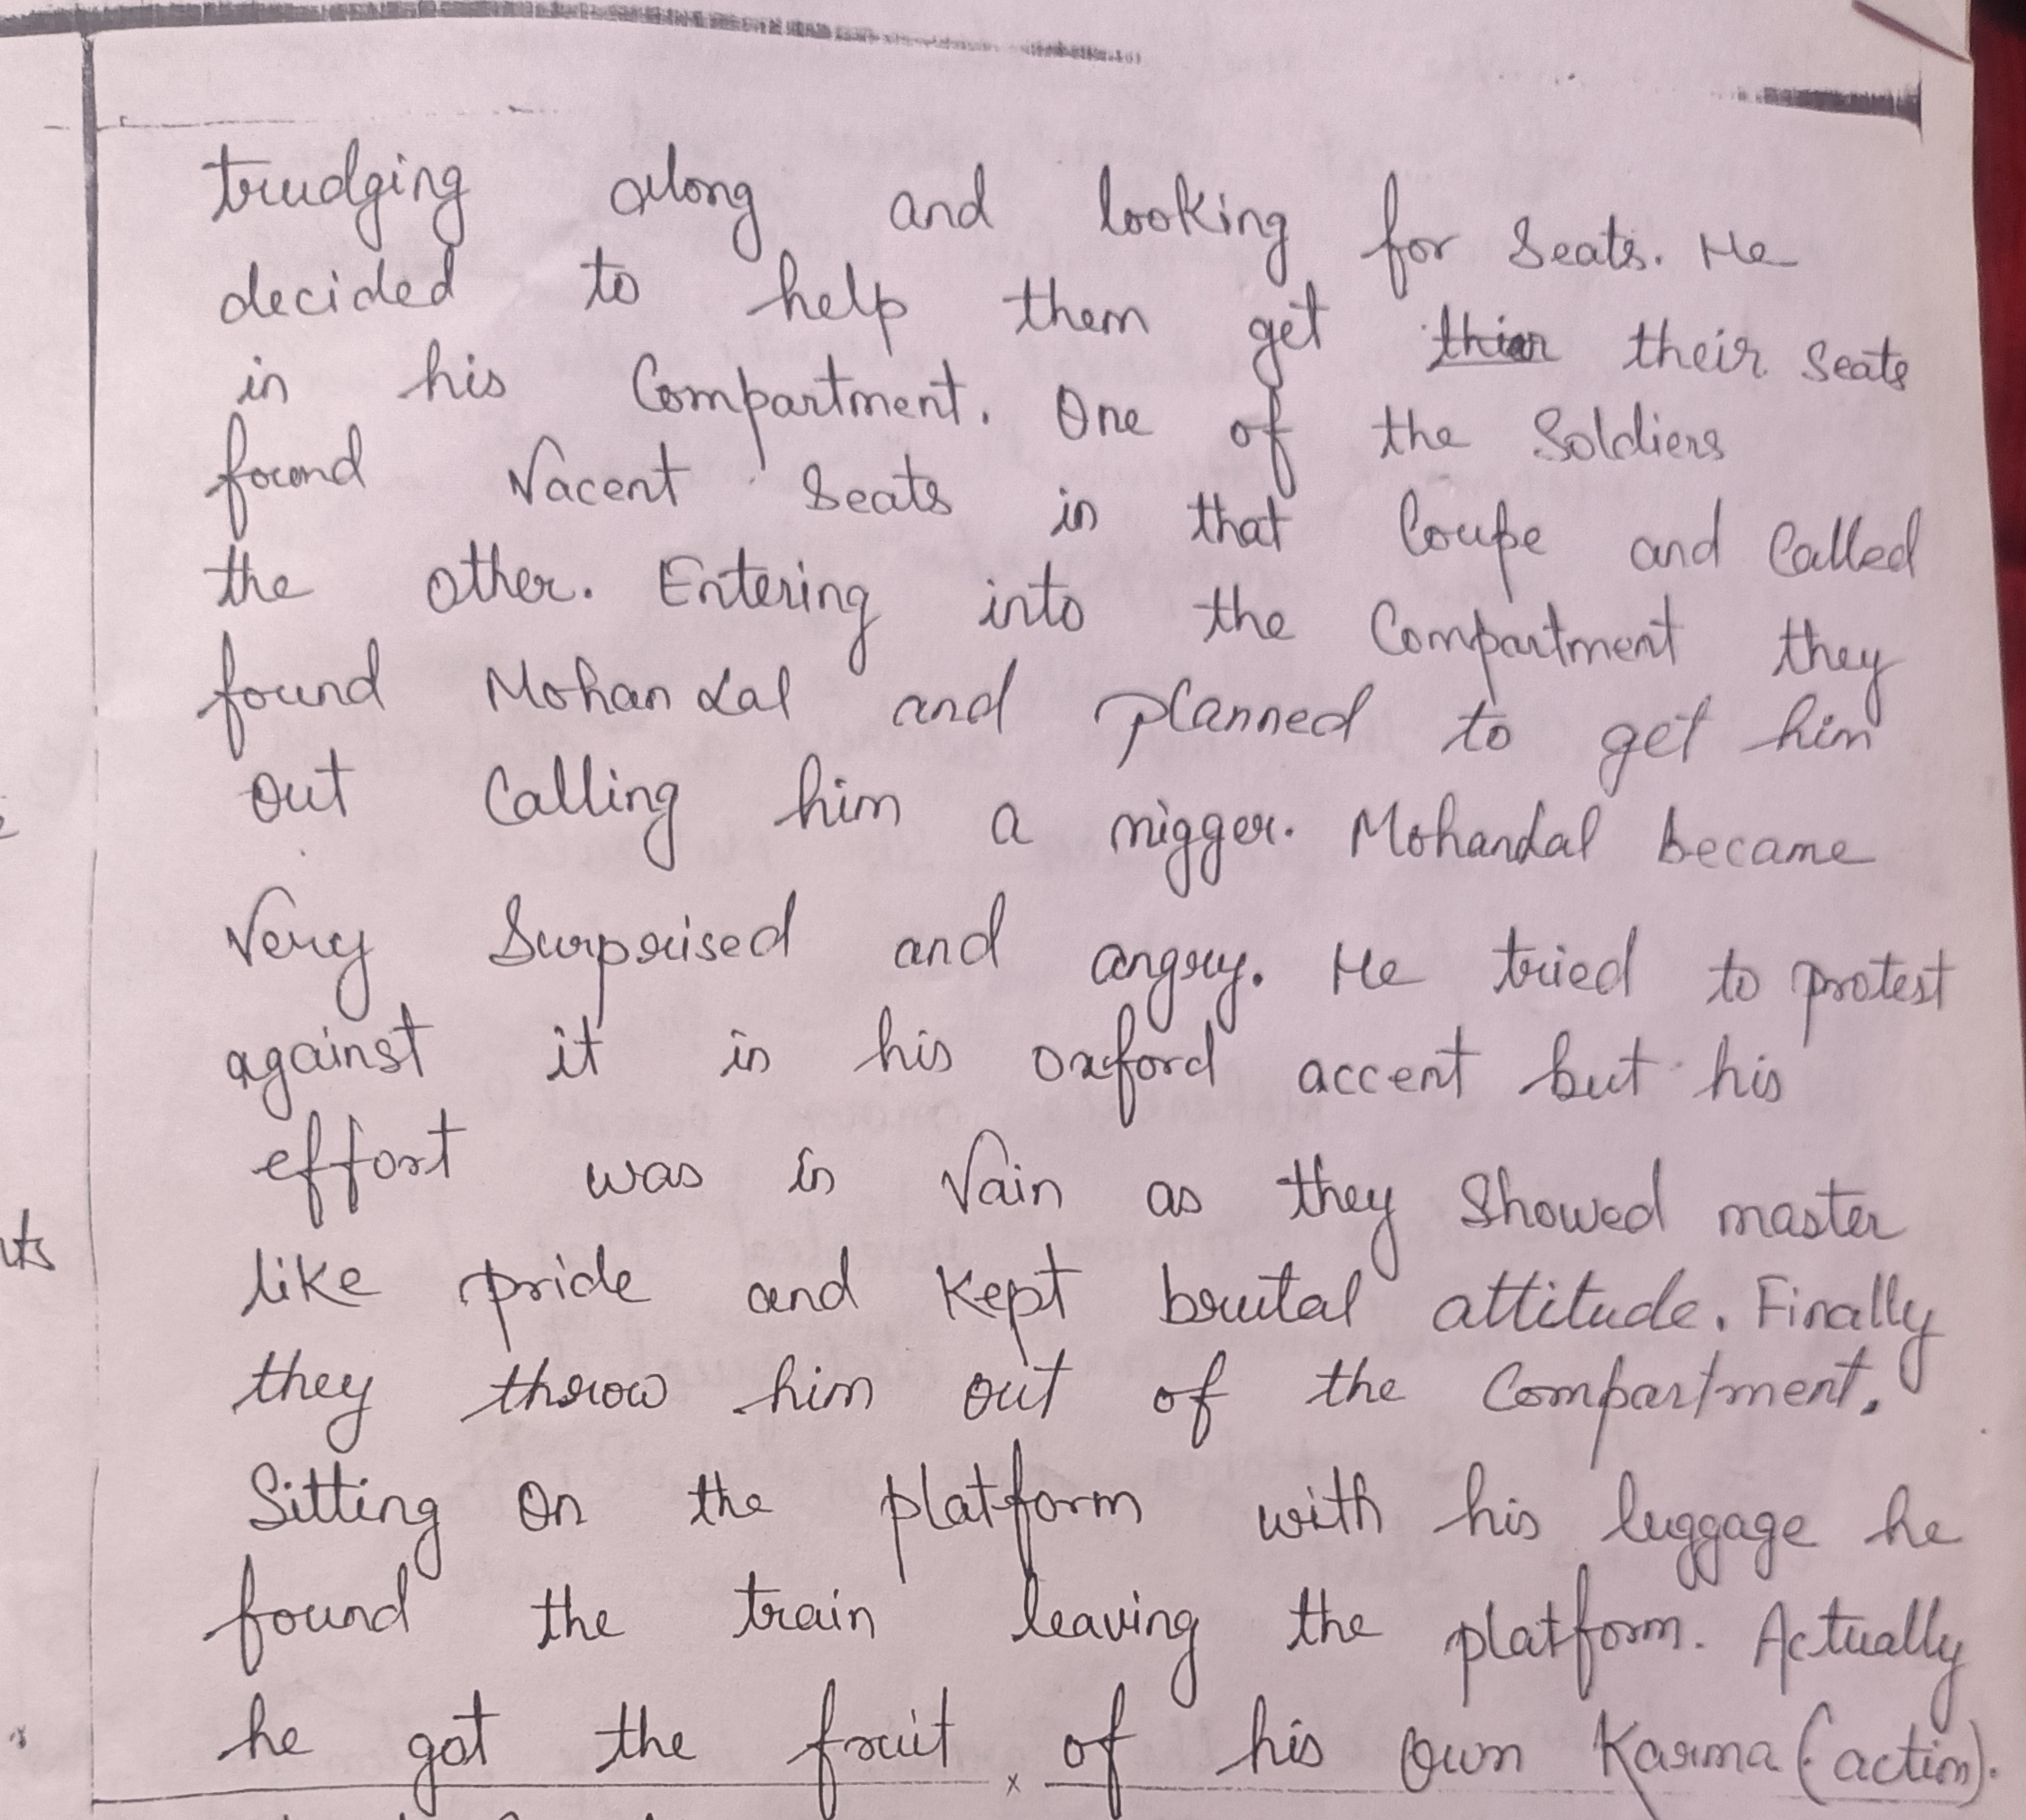 trudging along and looking for seats. He
decided to help them get their seats
in his Compartment. One of the Soldiers
found Vacent Seats in that Coupe and Called
the other. Entering into the Compartment they
found Mohan Lal and planned to get him
out Calling him a nigger. MohanLal became
Very Surprised and angry. He tried to protest
against it in his oxford accent but his
effort was in Vain as they Showed master
like pride and kept brutal attitude. Finally
they throw him out of the Compartment.
Sitting on the platform with his luggage he
found the train leaving the platform. Actually
he got the fruit of his own Karma (action).